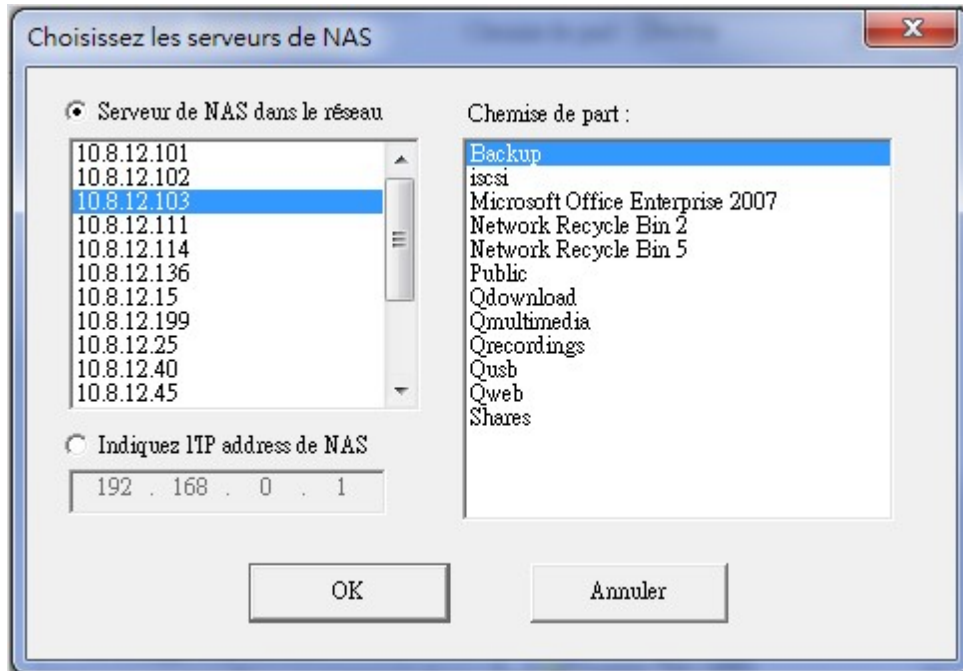 Choisissez les serveurs de NAS
Serveur de NAS dans le réseau
10.8.12.101
10.8.12.102
10.8.12.103
10.8.12.111
10.8.12.114
10.8.12.136
10.8.12.15
10.8.12.199
10.8.12.25
10.8.12.40
10.8.12.45
Indiquez l'IP address de NAS
192 . 168 . 0 . 1
Chemise de part :
Backup
iscsi
Microsoft Office Enterprise 2007
Network Recycle Bin 2
Network Recycle Bin 5
Public
Qdownload
Qmultimedia
Qrecordings
Qusb
Qweb
Shares
OK
Annuler